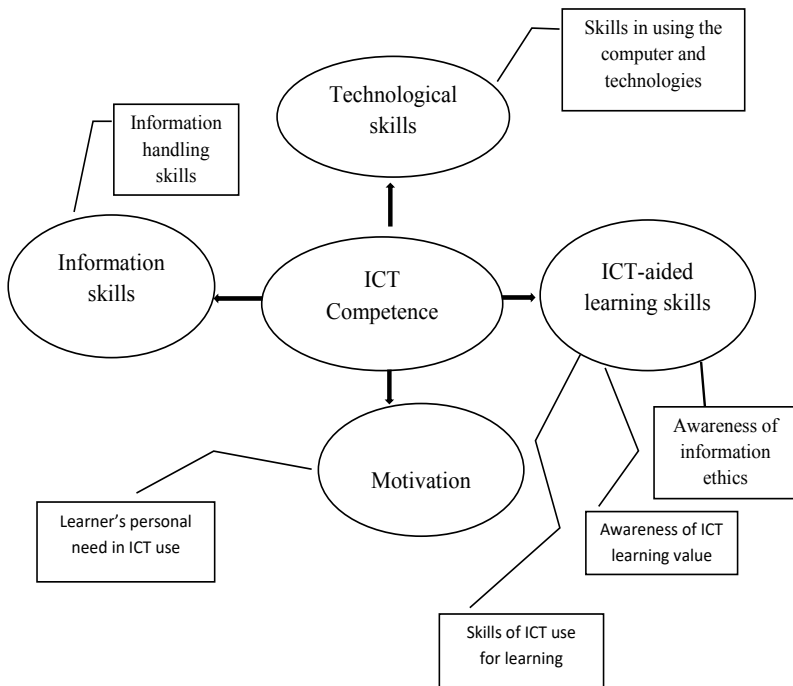 Skills in using the
computer and
technologies
Technological
skills
Information
handling
skills
Information
skills
ICT
Competence
ICT-aided
learning skills
Motivation
Awareness of
information
ethics
Learner’s personal
need in ICT use
Awareness of ICT
learning value
Skills of ICT use
for learning